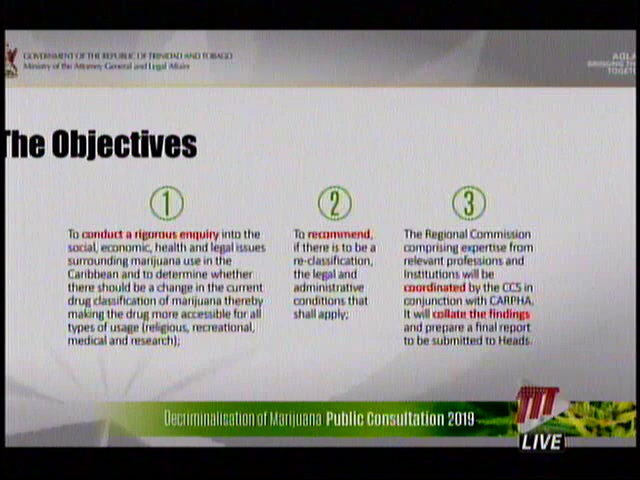 GOVERNMENT OF THE REPUBLIC OF TRINIDAD AND TOBAGO
Ministry of the Attorney General and Legal Affairs
AGLA
BRINGING TH
TOGETH
The Objectives
1
To conduct a rigorous enquiry into the
social, economic, health and legal issues
surrounding marijuana use in the
Caribbean and to determine whether
there should be a change in the current
drug classification of marijuana thereby
making the drug more accessible for all
types of usage (religious, recreational,
medical and research);
2
To recommend,
if there is to be a
re-classification,
the legal and
administrative
conditions that
shall apply;
3
The Regional Commission
comprising expertise from
relevant professions and
Institutions will be
coordinated by the CCS in
conjunction with CARPHA.
It will collate the findings
and prepare a final report
to be submitted to Heads.
Decriminalisation of Marijuana Public Consultation 2019
TTT
LIVE